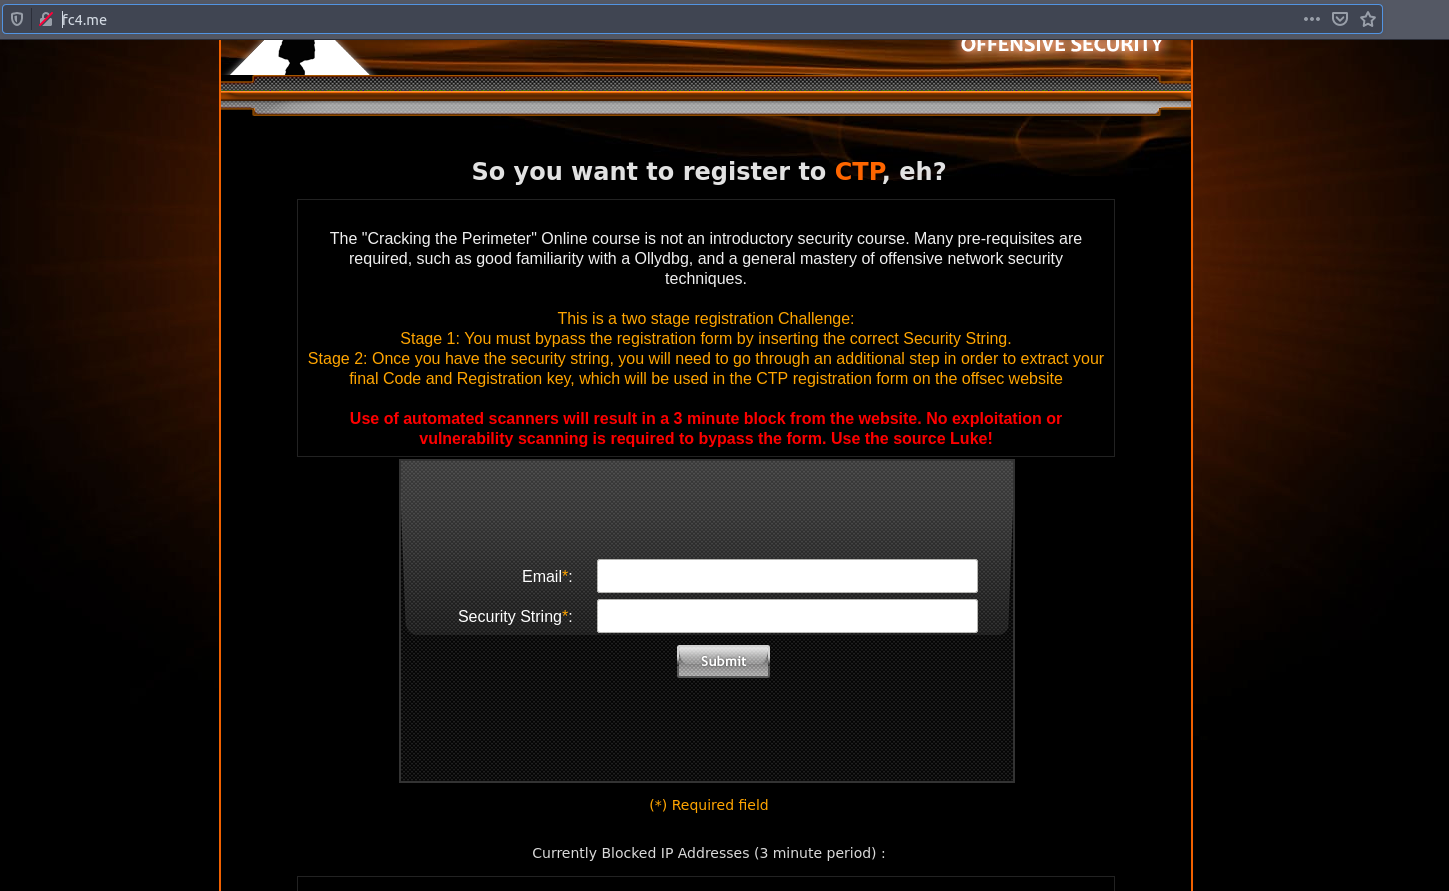 fc4.me
OFFENSIVE SECURITY
So you want to register to CTP, eh?
The "Cracking the Perimeter" Online course is not an introductory security course. Many pre-requisites are
required, such as good familiarity with a Ollydbg, and a general mastery of offensive network security
techniques.
This is a two stage registration Challenge:
Stage 1: You must bypass the registration form by inserting the correct Security String.
Stage 2: Once you have the security string, you will need to go through an additional step in order to extract your
final Code and Registration key, which will be used in the CTP registration form on the offsec website
Use of automated scanners will result in a 3 minute block from the website. No exploitation or
vulnerability scanning is required to bypass the form. Use the source Luke!
Email*:
Security String*:
Submit
(*) Required field
Currently Blocked IP Addresses (3 minute period) :